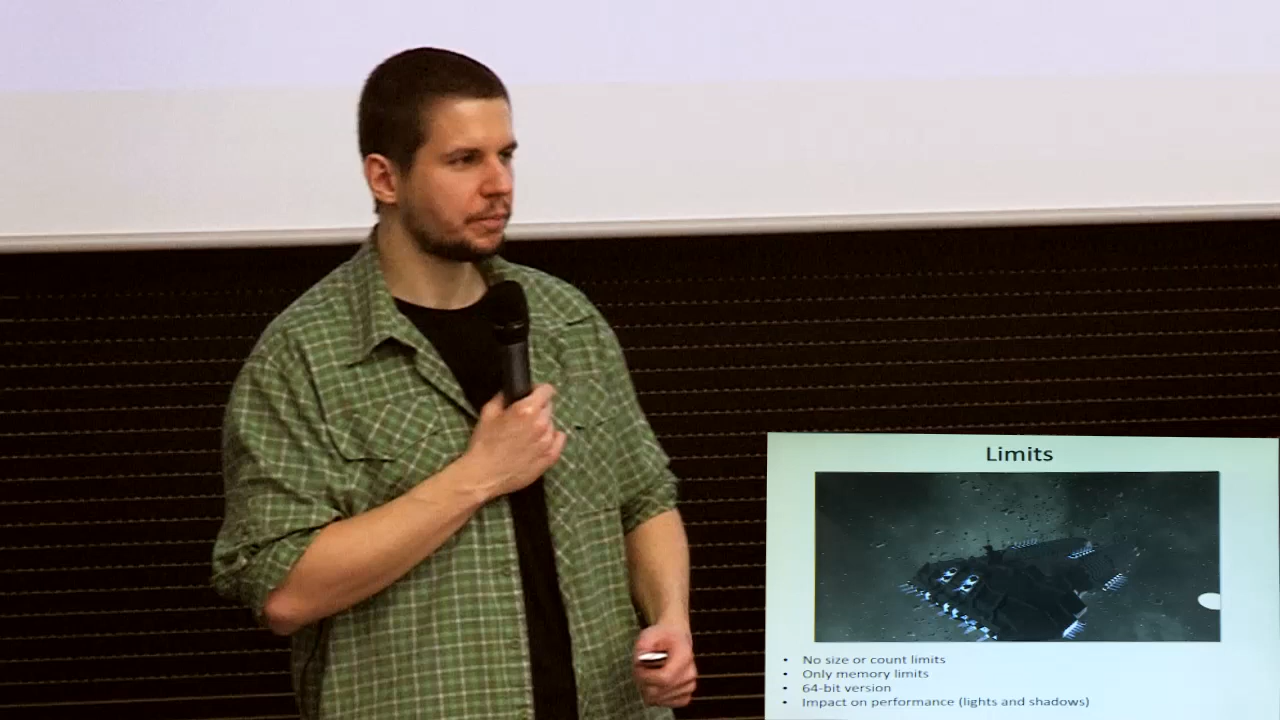 Limits
• No size or count limits
• Only memory limits
• 64-bit version
• Impact on performance (lights and shadows)